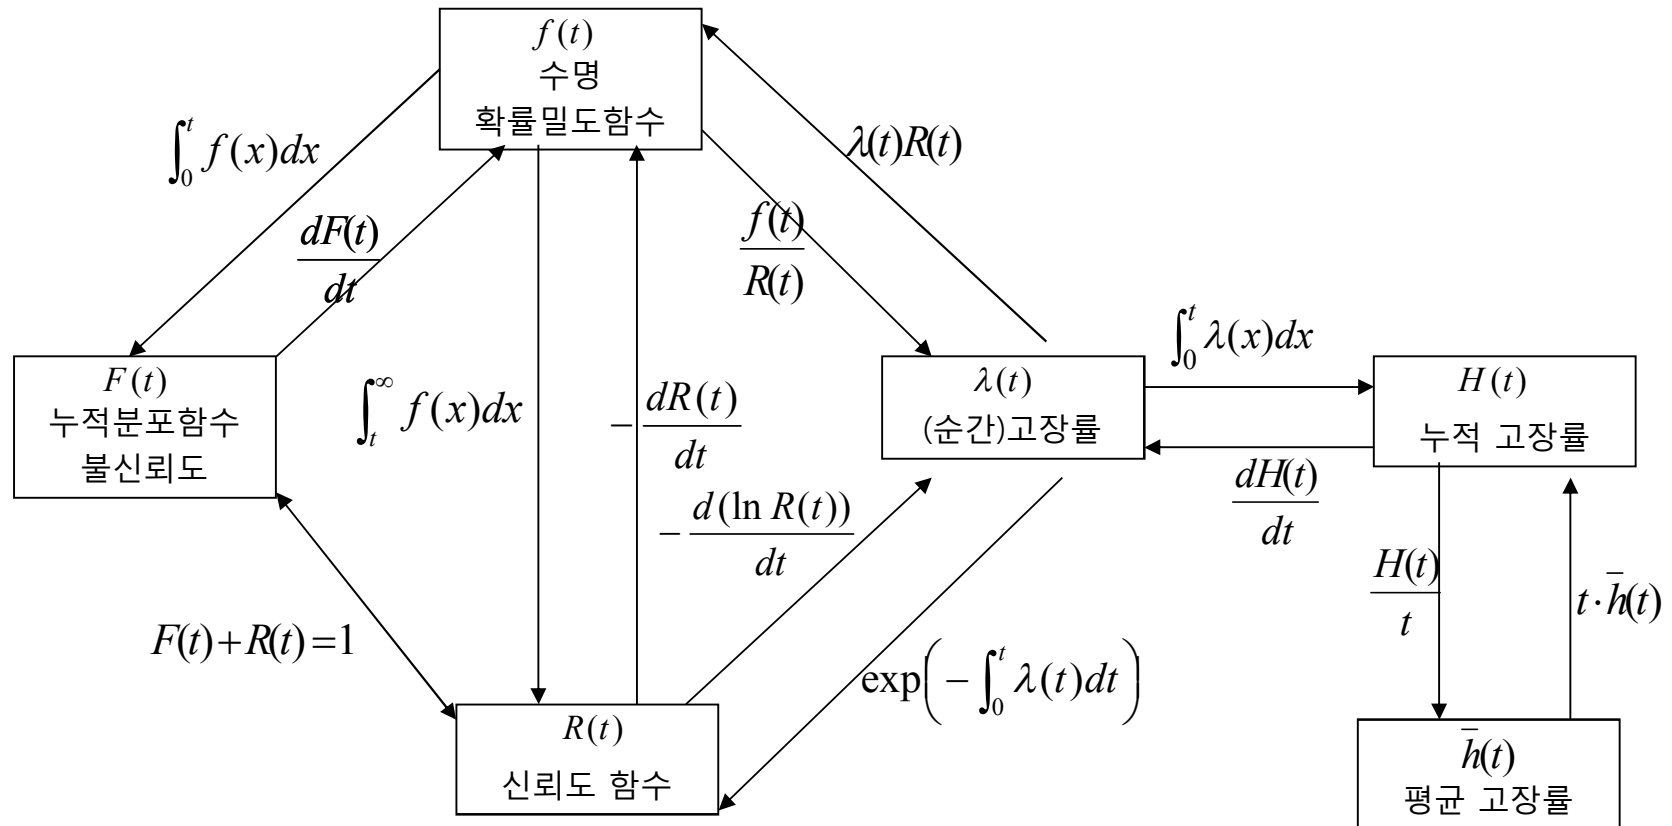 f(t)
수명
확률밀도함수
∫₀ᵗ f(x)dx
dF(t)
dt
λ(t)R(t)
f(t)
R(t)
F(t)
누적분포함수
불신뢰도
∫ₜ^∞ f(x)dx
− dR(t)
dt
λ(t)
(순간)고장률
∫₀ᵗ λ(x)dx
H(t)
누적 고장률
dH(t)
dt
− d(ln R(t))
dt
H(t)
t
t·h̄(t)
F(t)+R(t)=1
exp(−∫₀ᵗ λ(t)dt)
R(t)
신뢰도 함수
h̄(t)
평균 고장률